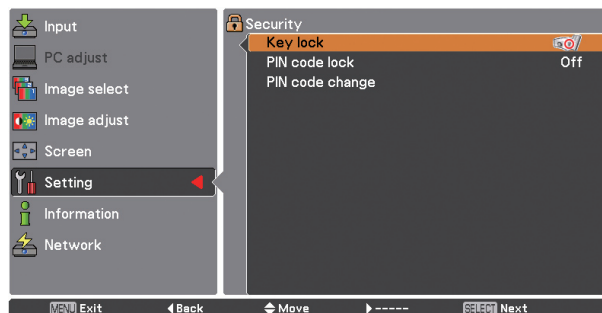 Input
PC adjust
Image select
Image adjust
Screen
Setting
Information
Network
Security
Key lock
PIN code lock Off
PIN code change
MENU Exit Back Move ----- SELECT Next